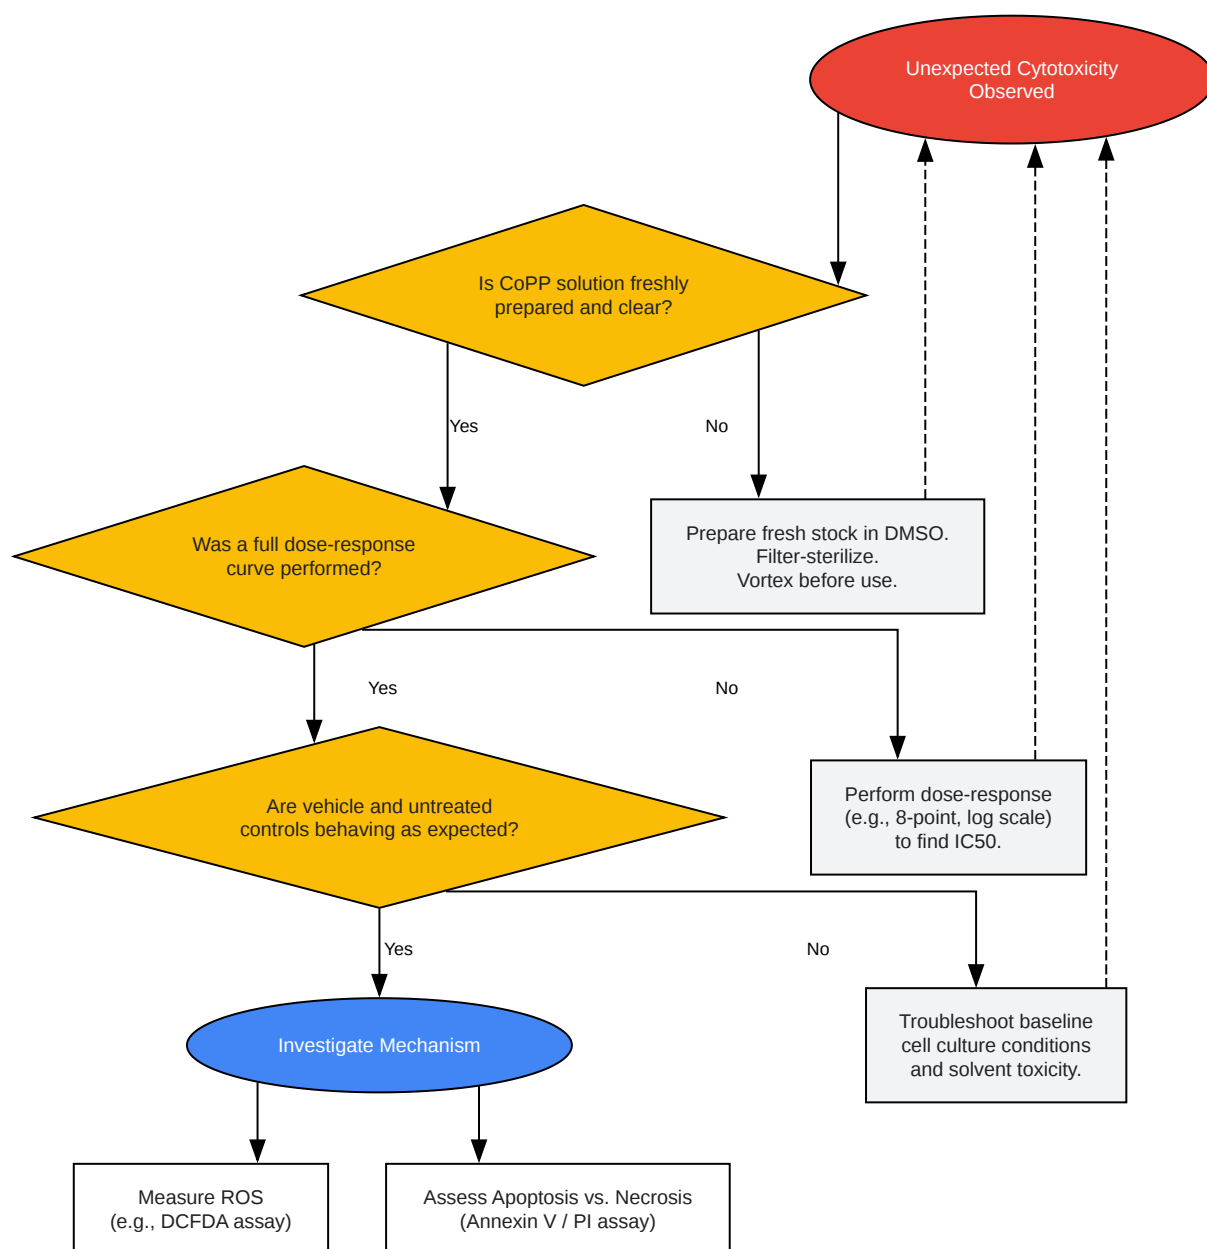 Unexpected Cytotoxicity
Observed
Is CoPP solution freshly
prepared and clear?
Yes
No
Was a full dose-response
curve performed?
Prepare fresh stock in DMSO.
Filter-sterilize.
Vortex before use.
Yes
No
Are vehicle and untreated
controls behaving as expected?
Perform dose-response
(e.g., 8-point, log scale)
to find IC50.
Yes
No
Investigate Mechanism
Troubleshoot baseline
cell culture conditions
and solvent toxicity.
Measure ROS
(e.g., DCFDA assay)
Assess Apoptosis vs. Necrosis
(Annexin V / PI assay)